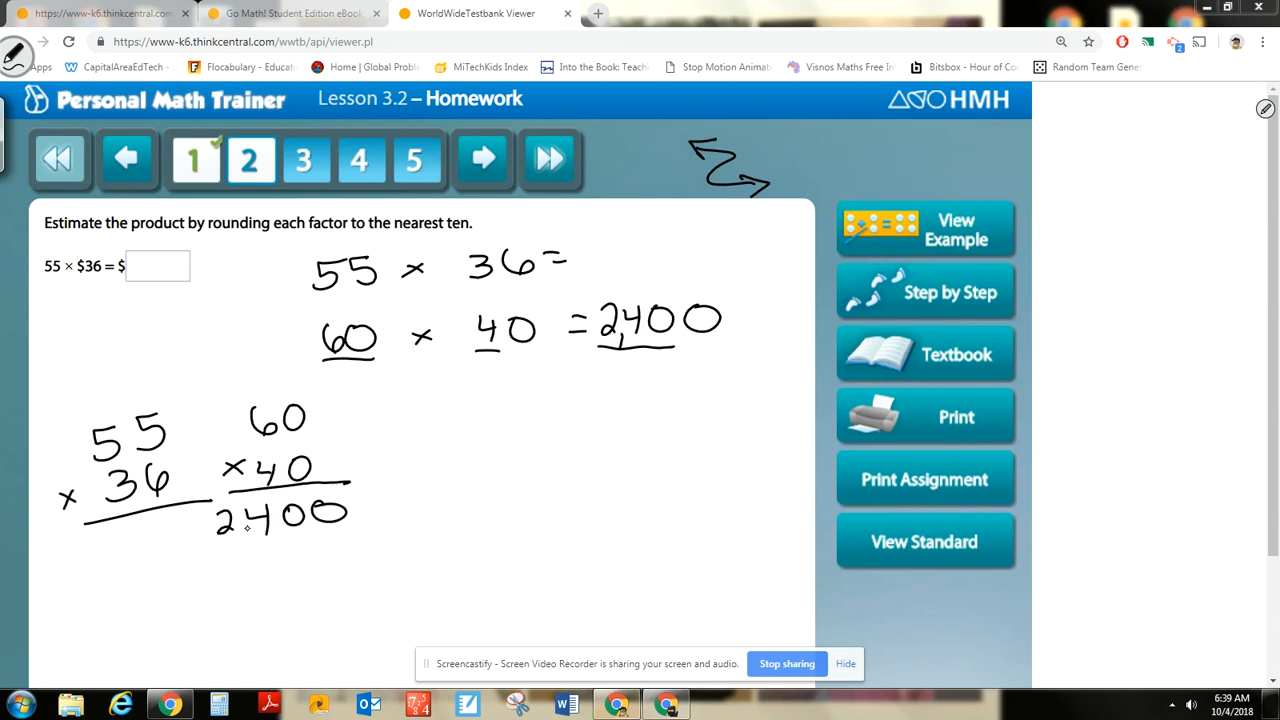 https://www-k6.thinkcentral.com/
Go Math! Student Edition eBook
WorldWideTestbank Viewer
https://www-k6.thinkcentral.com/wwtb/api/viewer.pl
Apps
CapitalAreaEdTech -
Flocabulary - Educat
Home | Global Proble
MiTechKids Index
Into the Book: Teach
Stop Motion Animat
Visnos Maths Free In
Bitsbox - Hour of Co
Random Team Gene
2
Personal Math Trainer
Lesson 3.2 – Homework
HMH
1 2 3 4 5
Estimate the product by rounding each factor to the nearest ten.
55 × $36 = $
55 × 36 =
60 × 40 = 2,400
55
× 36
60
× 40
2400
View Example
Step by Step
Textbook
Print
Print Assignment
View Standard
Screencastify - Screen Video Recorder is sharing your screen and audio.
Stop sharing
Hide
6:39 AM
10/4/2018